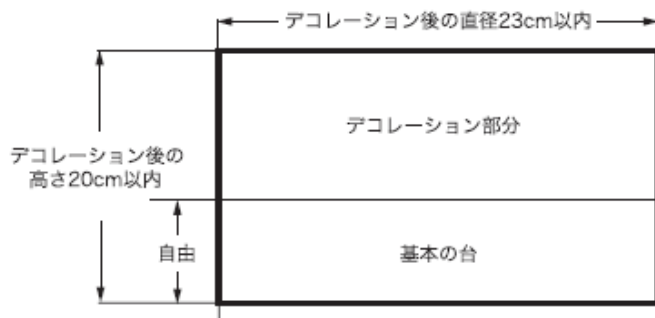 デコレーション後の直径23cm以内
デコレーション部分
デコレーション後の
高さ20cm以内
自由
基本の台